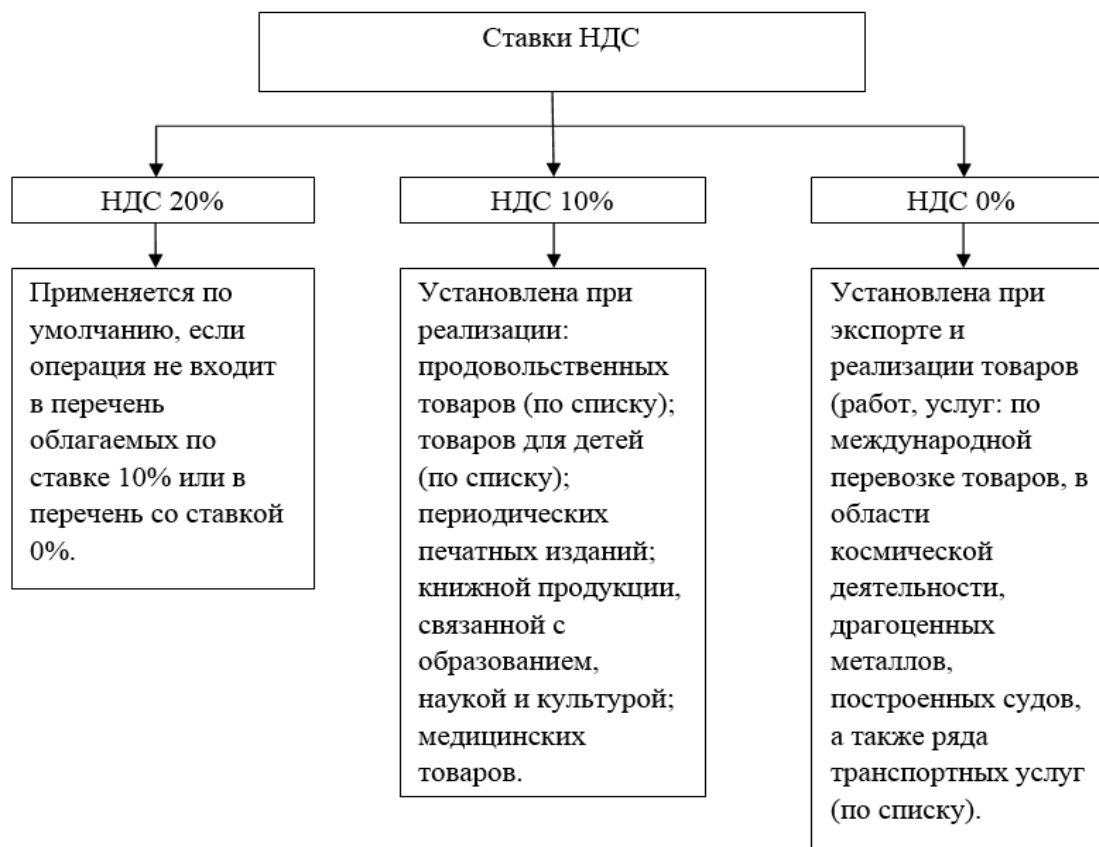 Ставки НДС
НДС 20%
НДС 10%
НДС 0%
Применяется по
умолчанию, если
операция не входит
в перечень
облагаемых по
ставке 10% или в
перечень со ставкой
0%.
Установлена при
реализации:
продовольственных
товаров (по списку);
товаров для детей
(по списку);
периодических
печатных изданий;
книжной продукции,
связанной с
образованием,
наукой и культурой;
медицинских
товаров.
Установлена при
экспорте и
реализации товаров
(работ, услуг: по
международной
перевозке товаров, в
области
космической
деятельности,
драгоценных
металлов,
построенных судов,
а также ряда
транспортных услуг
(по списку).